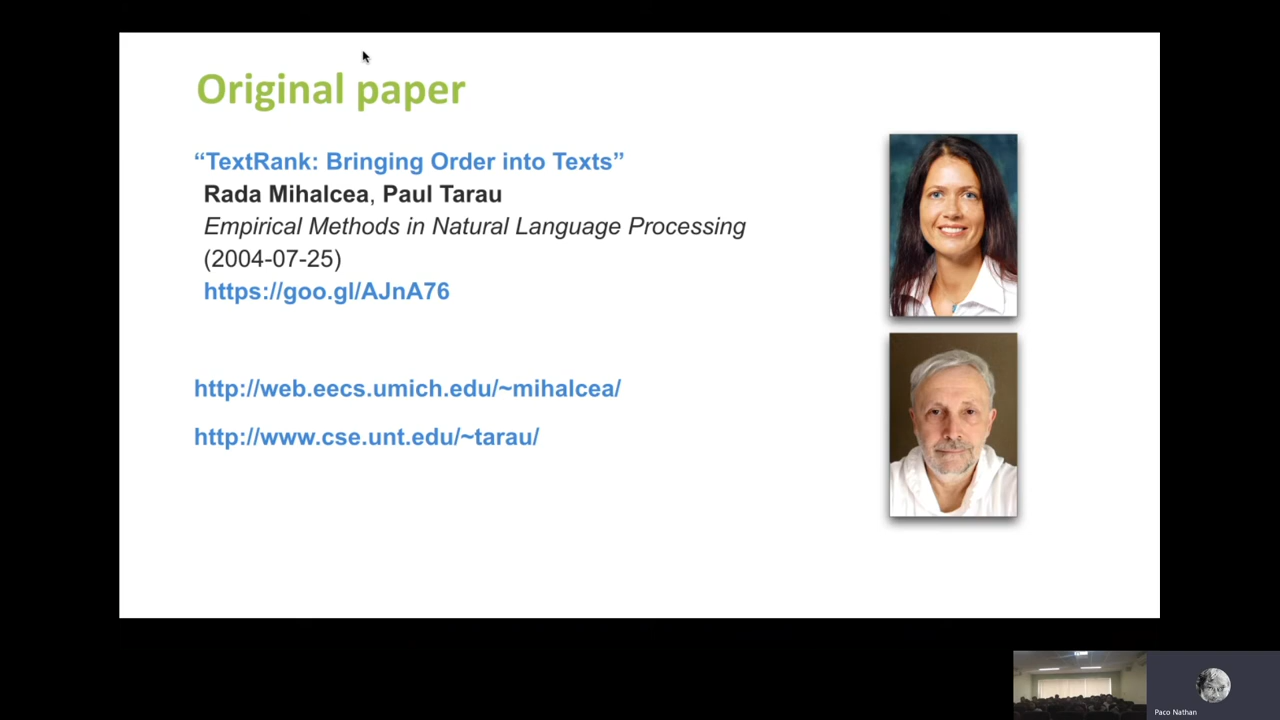 Original paper
“TextRank: Bringing Order into Texts”
Rada Mihalcea, Paul Tarau
Empirical Methods in Natural Language Processing
(2004-07-25)
https://goo.gl/AJnA76
http://web.eecs.umich.edu/~mihalcea/
http://www.cse.unt.edu/~tarau/
Paco Nathan